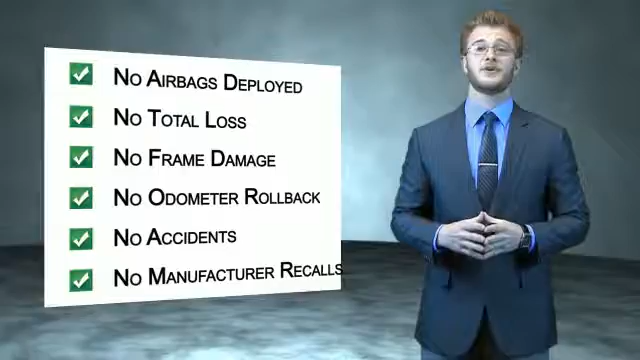 No Airbags Deployed
No Total Loss
No Frame Damage
No Odometer Rollback
No Accidents
No Manufacturer Recalls